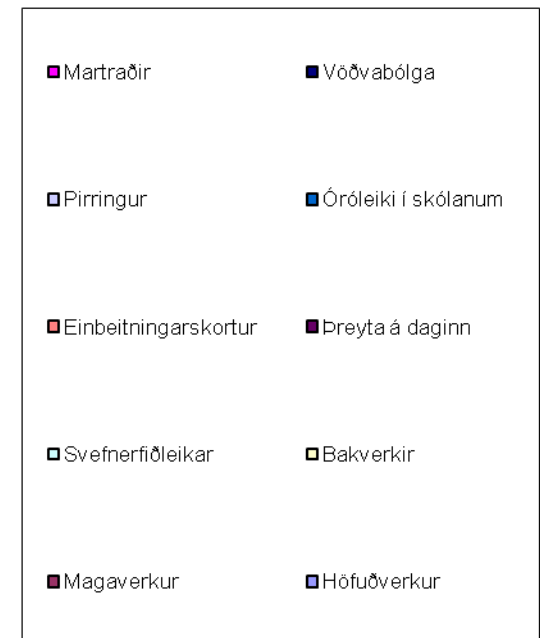 Martraðir Vöðvabólga
Pirringur Óróleiki í skólanum
Einbeitningarskortur Þreyta á daginn
Svefnerfiðleikar Bakverkir
Magaverkur Höfuðverkur